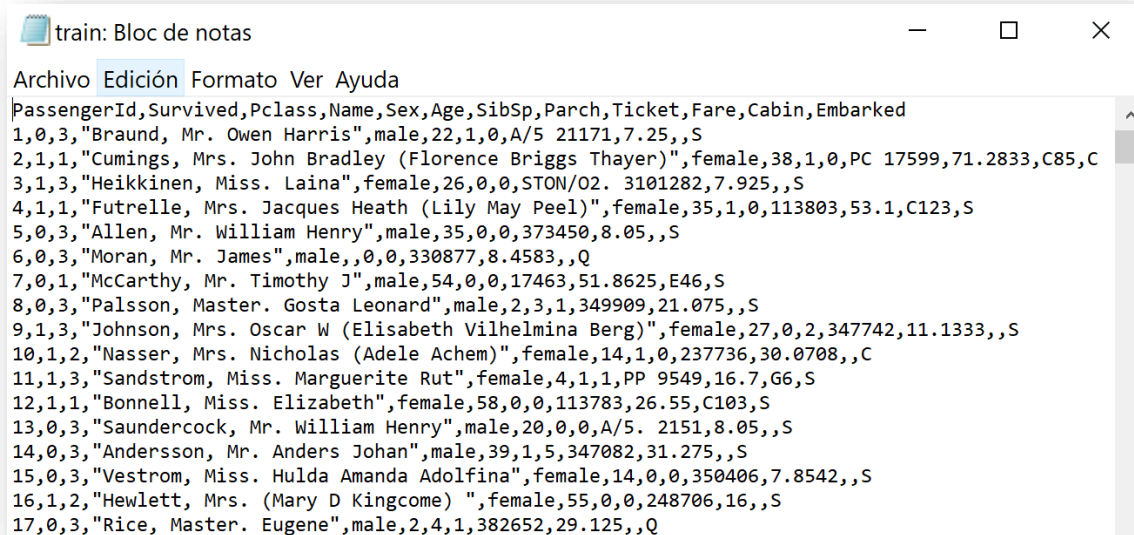 train: Bloc de notas
Archivo Edición Formato Ver Ayuda
PassengerId,Survived,Pclass,Name,Sex,Age,SibSp,Parch,Ticket,Fare,Cabin,Embarked
1,0,3,"Braund, Mr. Owen Harris",male,22,1,0,A/5 21171,7.25,,S
2,1,1,"Cumings, Mrs. John Bradley (Florence Briggs Thayer)",female,38,1,0,PC 17599,71.2833,C85,C
3,1,3,"Heikkinen, Miss. Laina",female,26,0,0,STON/O2. 3101282,7.925,,S
4,1,1,"Futrelle, Mrs. Jacques Heath (Lily May Peel)",female,35,1,0,113803,53.1,C123,S
5,0,3,"Allen, Mr. William Henry",male,35,0,0,373450,8.05,,S
6,0,3,"Moran, Mr. James",male,,0,0,330877,8.4583,,Q
7,0,1,"McCarthy, Mr. Timothy J",male,54,0,0,17463,51.8625,E46,S
8,0,3,"Palsson, Master. Gosta Leonard",male,2,3,1,349909,21.075,,S
9,1,3,"Johnson, Mrs. Oscar W (Elisabeth Vilhelmina Berg)",female,27,0,2,347742,11.1333,,S
10,1,2,"Nasser, Mrs. Nicholas (Adele Achem)",female,14,1,0,237736,30.0708,,C
11,1,3,"Sandstrom, Miss. Marguerite Rut",female,4,1,1,PP 9549,16.7,G6,S
12,1,1,"Bonnell, Miss. Elizabeth",female,58,0,0,113783,26.55,C103,S
13,0,3,"Saundercock, Mr. William Henry",male,20,0,0,A/5. 2151,8.05,,S
14,0,3,"Andersson, Mr. Anders Johan",male,39,1,5,347082,31.275,,S
15,0,3,"Vestrom, Miss. Hulda Amanda Adolfina",female,14,0,0,350406,7.8542,,S
16,1,2,"Hewlett, Mrs. (Mary D Kingcome) ",female,55,0,0,248706,16,,S
17,0,3,"Rice, Master. Eugene",male,2,4,1,382652,29.125,,Q